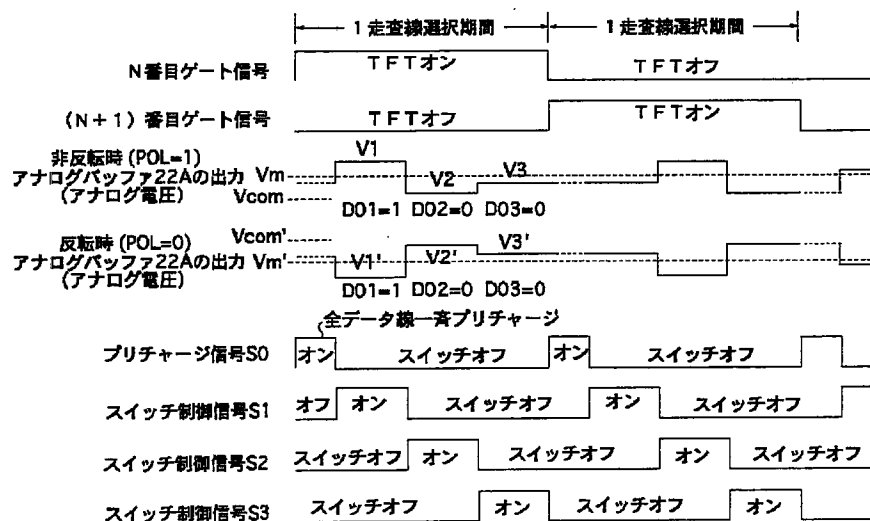 1走査線選択期間 1走査線選択期間
N番目ゲート信号 TFTオン TFTオフ
(N+1)番目ゲート信号 TFTオフ TFTオン
非反転時(POL=1)
アナログバッファ22Aの出力
(アナログ電圧)
Vm V1 V2 V3
Vcom
DO1=1 DO2=0 DO3=0
反転時(POL=0)
アナログバッファ22Aの出力
(アナログ電圧)
Vcom'
Vm' V1' V2' V3'
DO1=1 DO2=0 DO3=0
全データ線一斉プリチャージ
プリチャージ信号S0 オン スイッチオフ オン スイッチオフ
スイッチ制御信号S1 オフ オン スイッチオフ オン スイッチオフ
スイッチ制御信号S2 スイッチオフ オン スイッチオフ オン スイッチオフ
スイッチ制御信号S3 スイッチオフ オン スイッチオフ オン